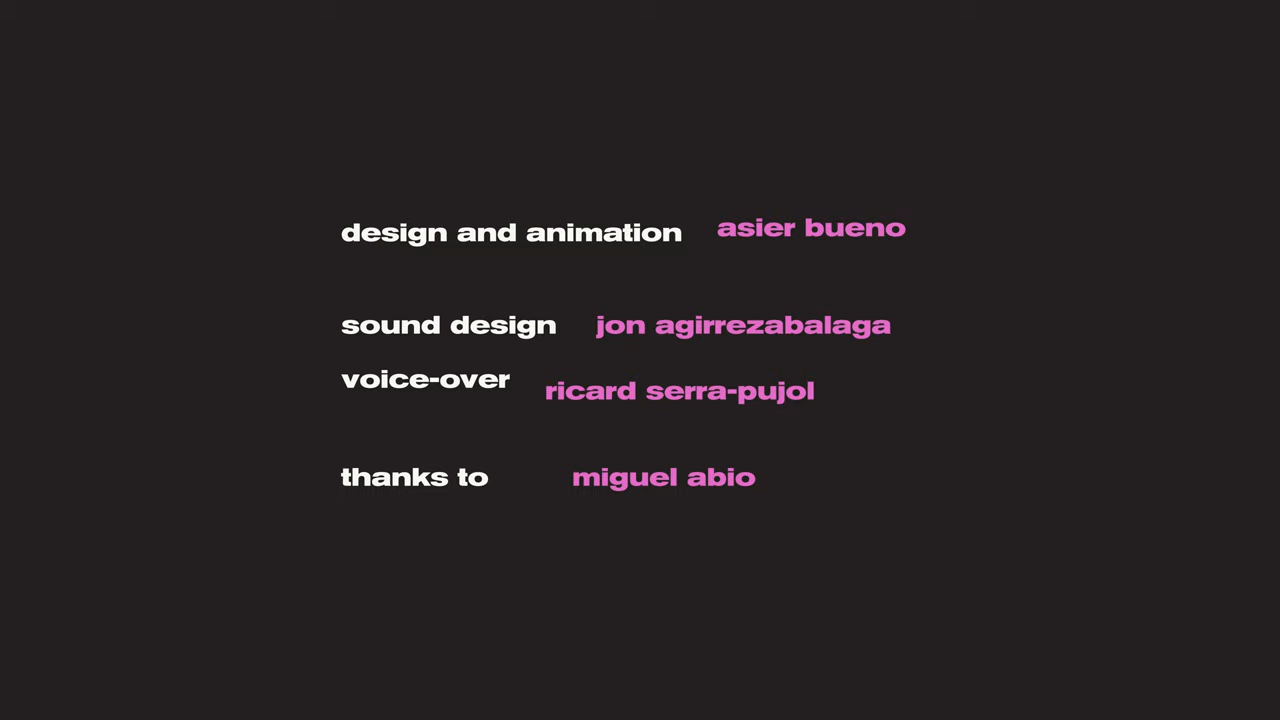 design and animation asier bueno
sound design jon agirrezabalaga
voice-over ricard serra-pujol
thanks to miguel abio